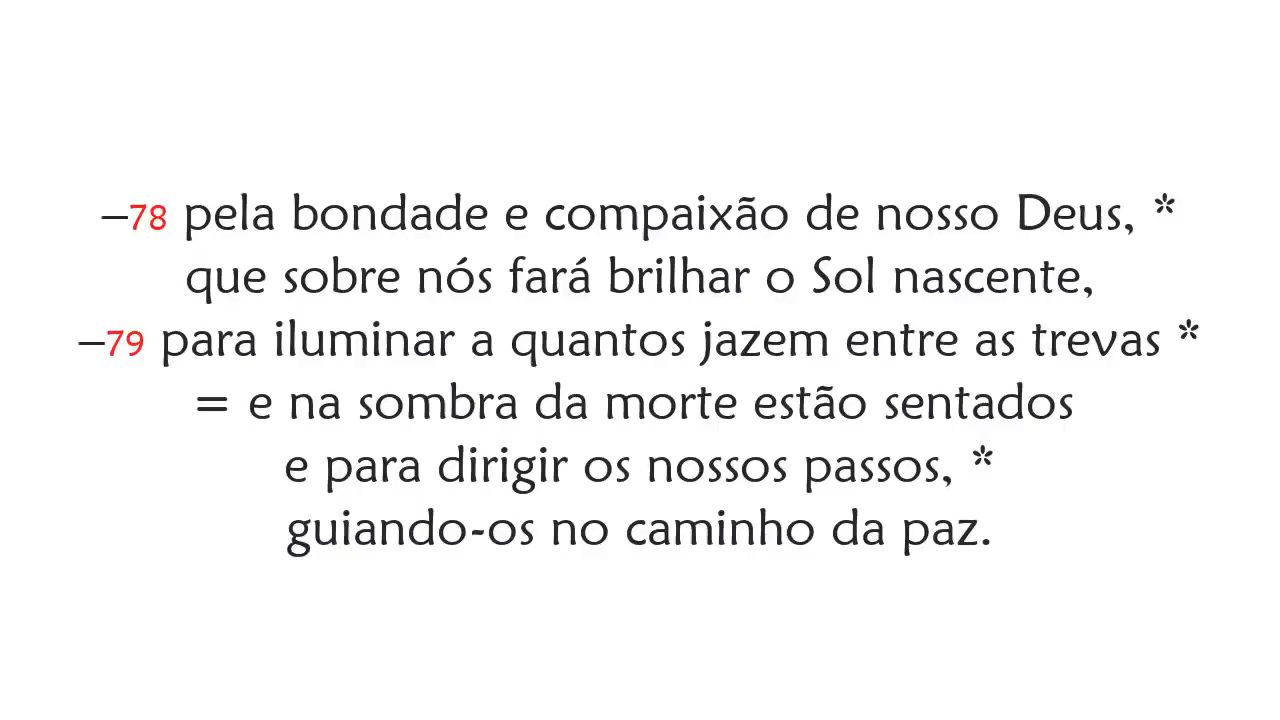 –78 pela bondade e compaixão de nosso Deus, *
que sobre nós fará brilhar o Sol nascente,
–79 para iluminar a quantos jazem entre as trevas *
= e na sombra da morte estão sentados
e para dirigir os nossos passos, *
guiando-os no caminho da paz.